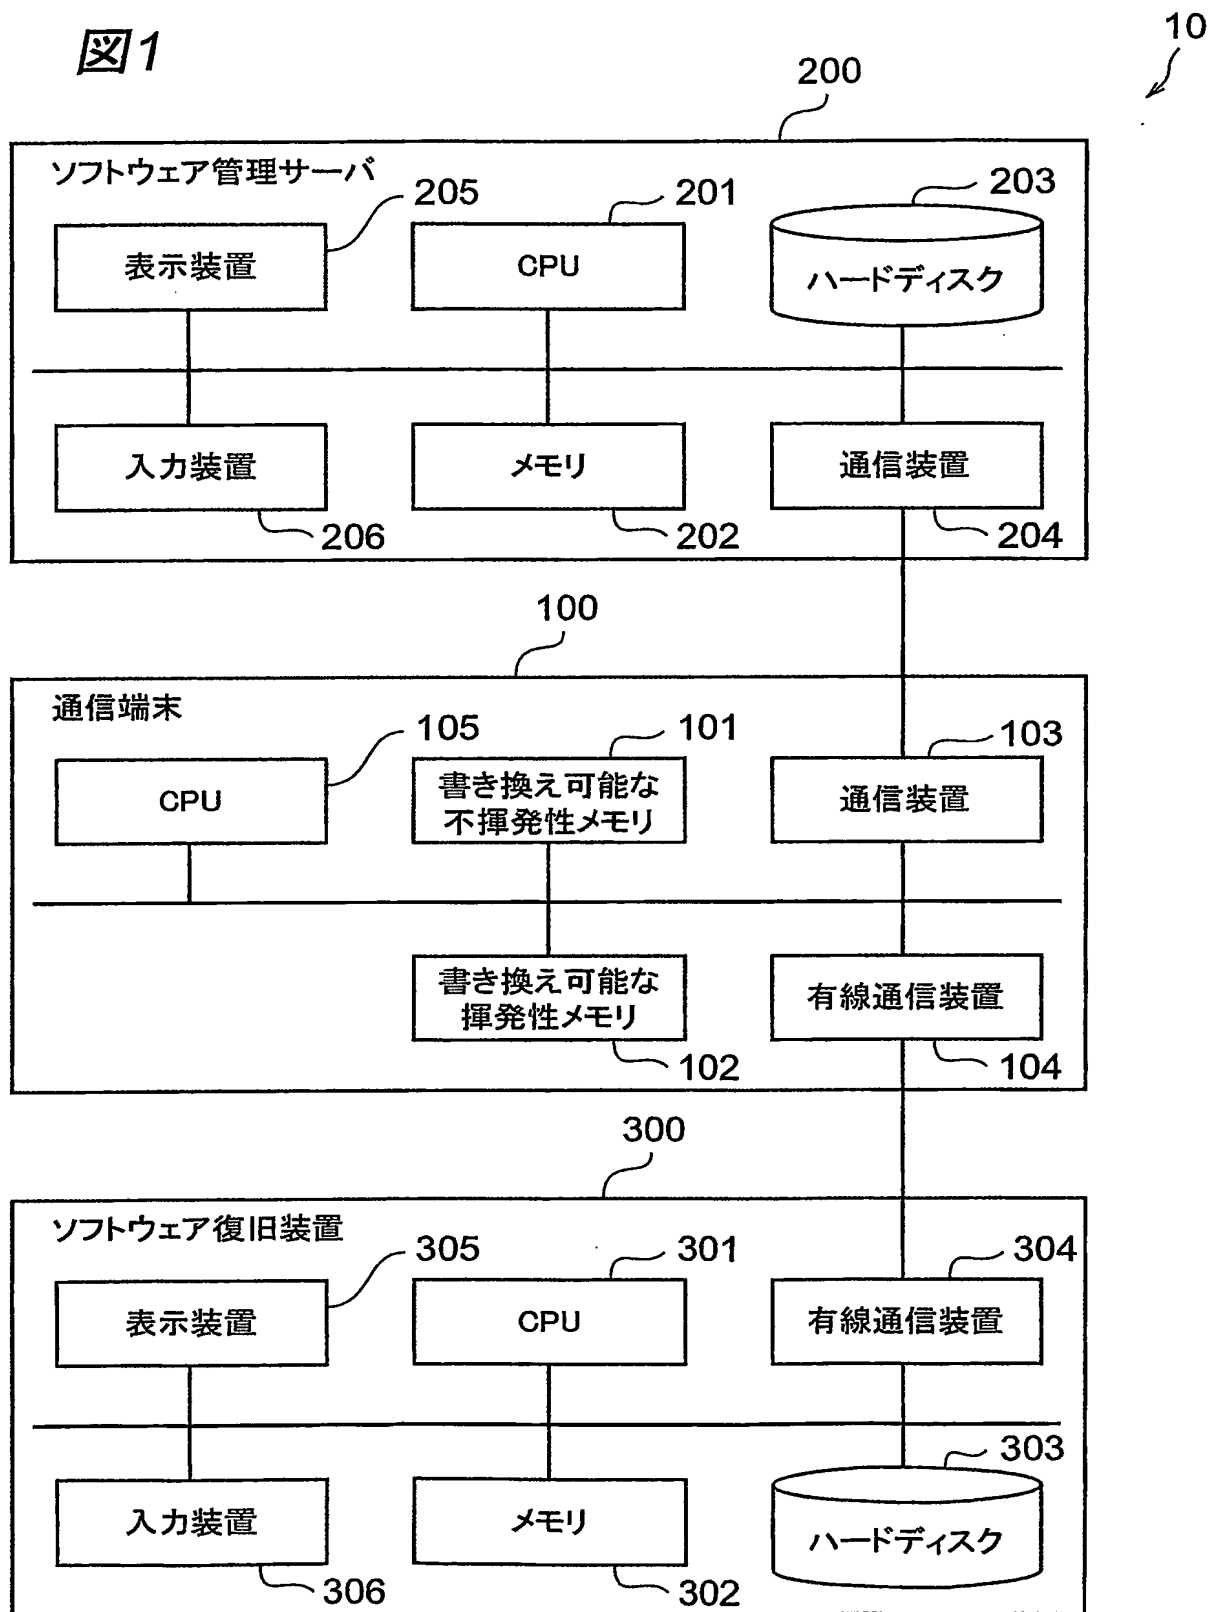 図1
10
200
ソフトウェア管理サーバ
205
201
203
表示装置
CPU
ハードディスク
入力装置
メモリ
通信装置
206
202
204
100
通信端末
105
101
103
CPU
書き換え可能な
不揮発性メモリ
通信装置
書き換え可能な
揮発性メモリ
有線通信装置
102
104
300
ソフトウェア復旧装置
305
301
304
表示装置
CPU
有線通信装置
303
入力装置
メモリ
ハードディスク
306
302